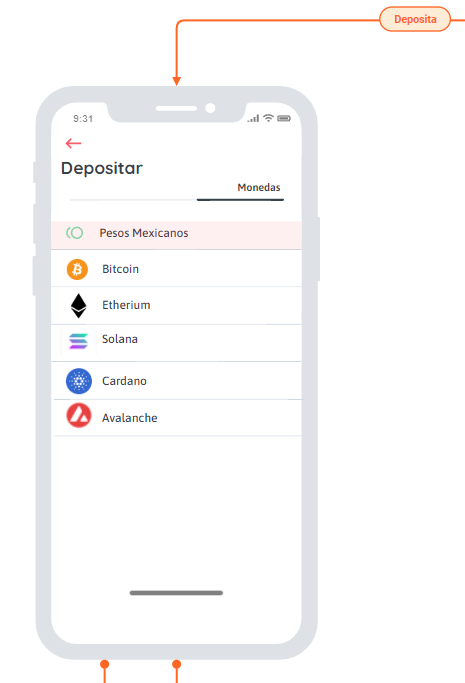 Deposita
9:31
Depositar
Monedas
Pesos Mexicanos
Bitcoin
Etherium
Solana
Cardano
Avalanche